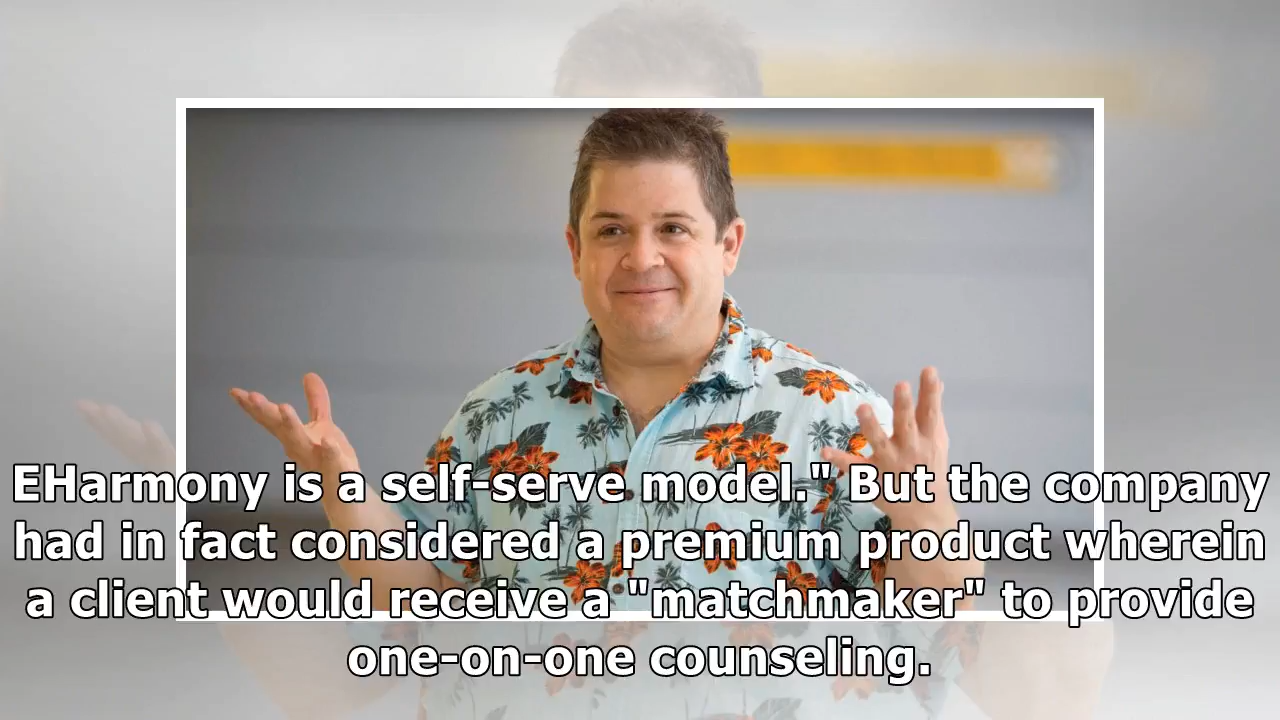 EHarmony is a self-serve model." But the company
had in fact considered a premium product wherein
a client would receive a "matchmaker" to provide
one-on-one counseling.